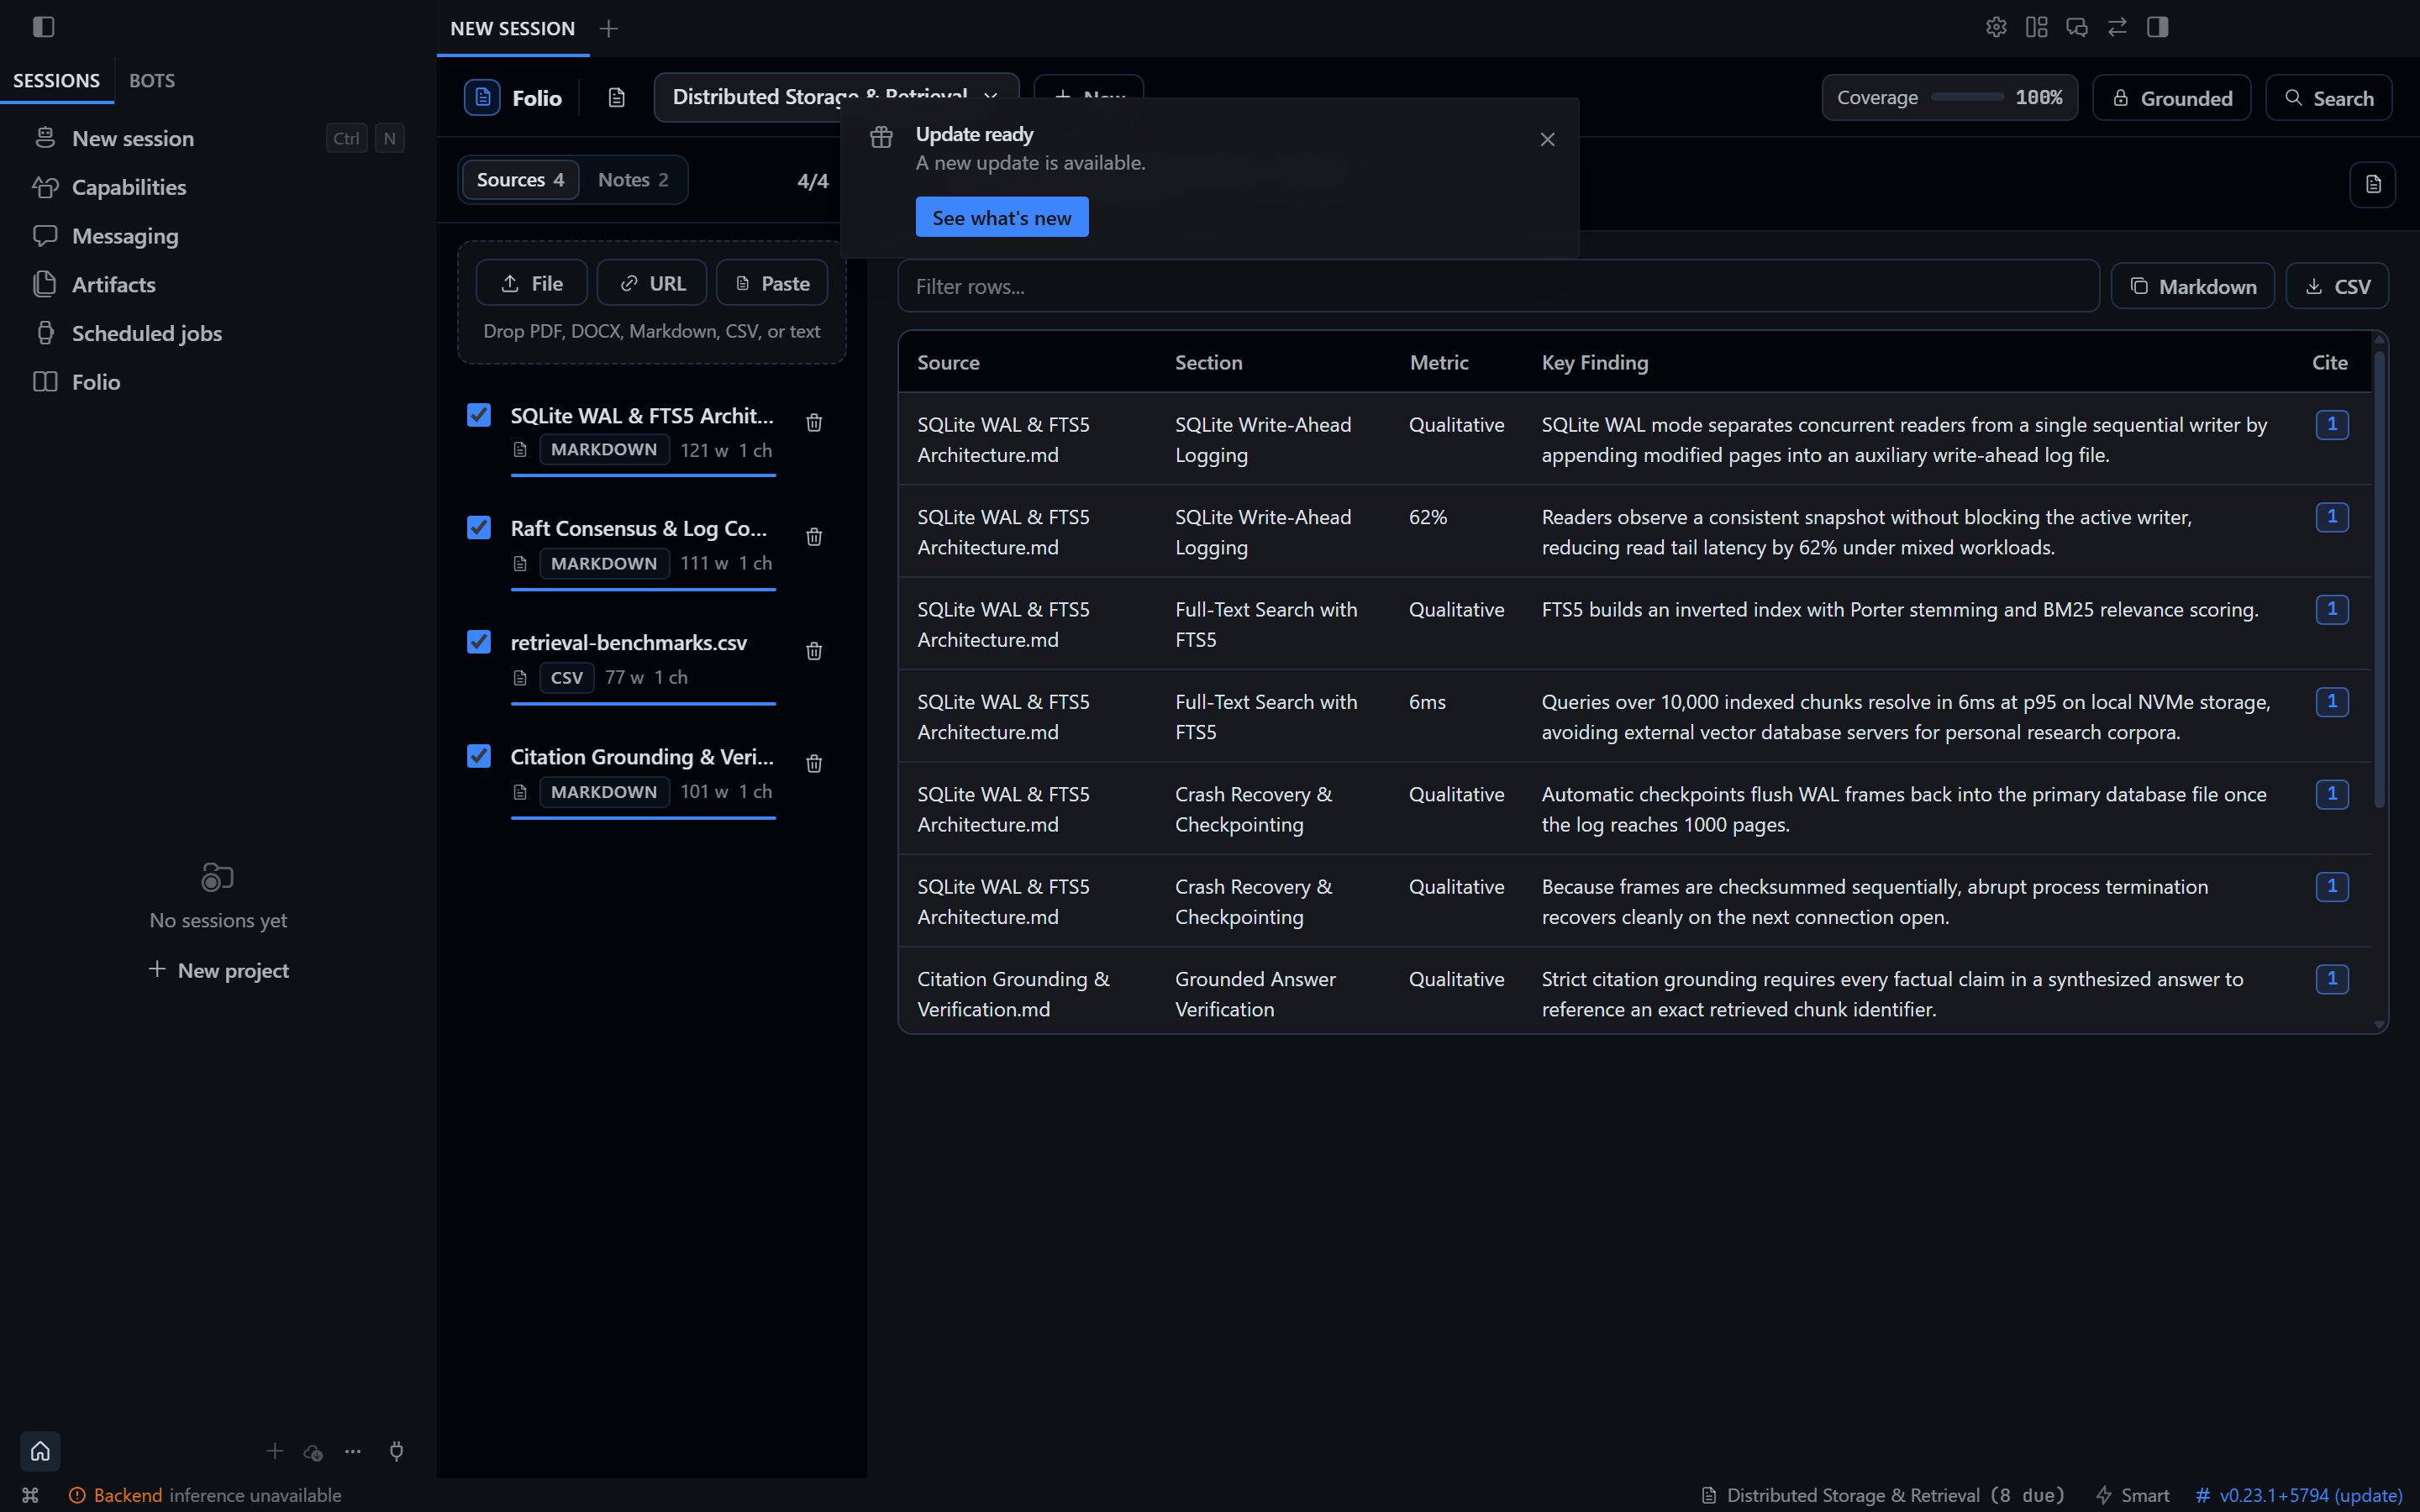 NEW SESSION
SESSIONS
BOTS
New session
Ctrl N
Capabilities
Messaging
Artifacts
Scheduled jobs
Folio
No sessions yet
New project
Folio
Distributed Storage & Retrieval
New
Coverage 100%
Grounded
Search
Update ready
A new update is available.
See what's new
Sources 4
Notes 2
4/4
File
URL
Paste
Drop PDF, DOCX, Markdown, CSV, or text
SQLite WAL & FTS5 Archit...
MARKDOWN 121 w 1 ch
Raft Consensus & Log Co...
MARKDOWN 111 w 1 ch
retrieval-benchmarks.csv
CSV 77 w 1 ch
Citation Grounding & Veri...
MARKDOWN 101 w 1 ch
Filter rows...
Markdown
CSV
Source Section Metric Key Finding Cite
SQLite WAL & FTS5 SQLite Write-Ahead Qualitative SQLite WAL mode separates concurrent readers from a single sequential writer by 1
Architecture.md Logging appending modified pages into an auxiliary write-ahead log file.
SQLite WAL & FTS5 SQLite Write-Ahead 62% Readers observe a consistent snapshot without blocking the active writer, 1
Architecture.md Logging reducing read tail latency by 62% under mixed workloads.
SQLite WAL & FTS5 Full-Text Search with Qualitative FTS5 builds an inverted index with Porter stemming and BM25 relevance scoring. 1
Architecture.md FTS5
SQLite WAL & FTS5 Full-Text Search with 6ms Queries over 10,000 indexed chunks resolve in 6ms at p95 on local NVMe storage, 1
Architecture.md FTS5 avoiding external vector database servers for personal research corpora.
SQLite WAL & FTS5 Crash Recovery & Qualitative Automatic checkpoints flush WAL frames back into the primary database file once 1
Architecture.md Checkpointing the log reaches 1000 pages.
SQLite WAL & FTS5 Crash Recovery & Qualitative Because frames are checksummed sequentially, abrupt process termination 1
Architecture.md Checkpointing recovers cleanly on the next connection open.
Citation Grounding & Grounded Answer Qualitative Strict citation grounding requires every factual claim in a synthesized answer to 1
Verification.md Verification reference an exact retrieved chunk identifier.
Backend inference unavailable
Distributed Storage & Retrieval (8 due)
Smart
# v0.23.1+5794 (update)